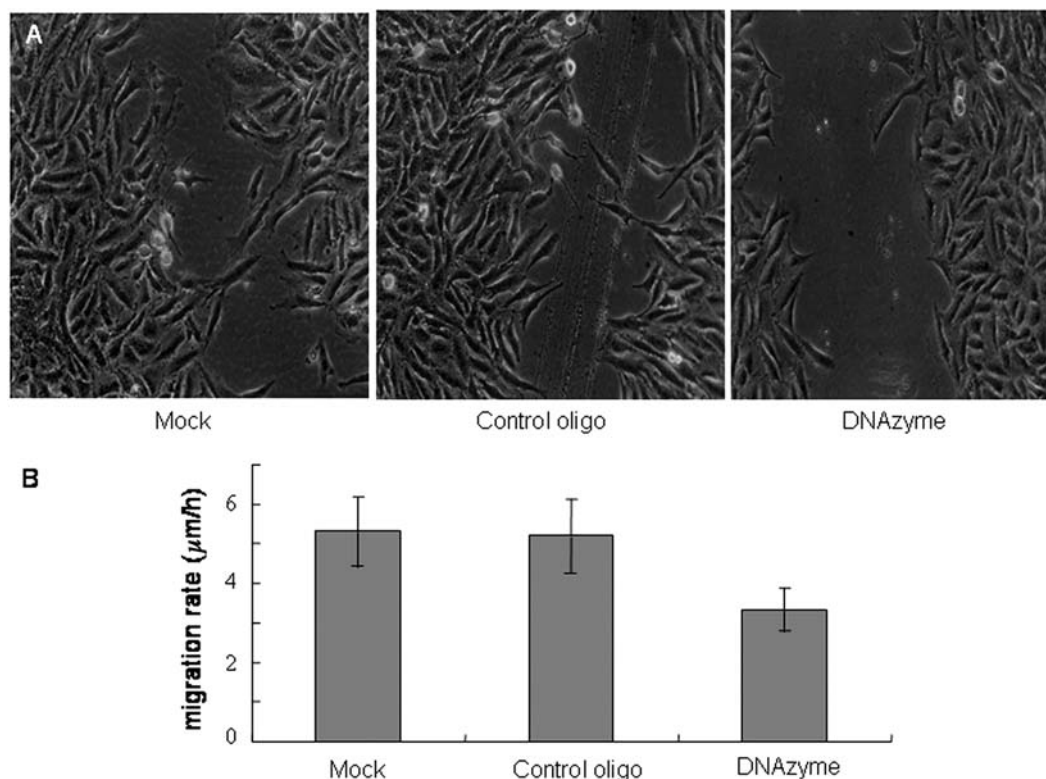 A
Mock Control oligo DNAzyme
B
migration rate (μm/h)
6
4
2
0
Mock Control oligo DNAzyme